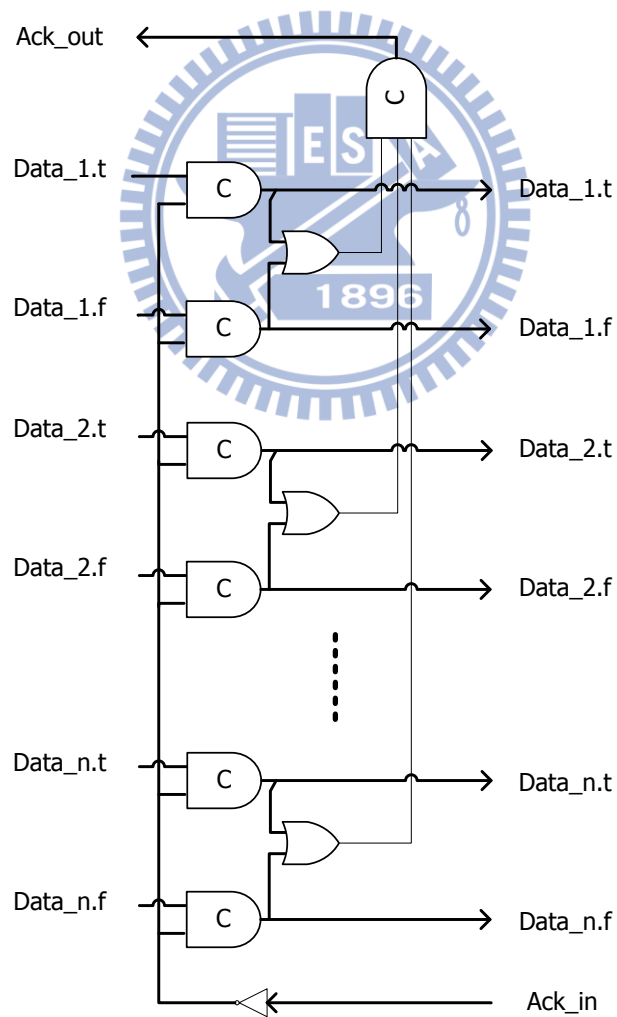 Ack_out
C
E S A
Data_1.t
C
Data_1.t
1896
Data_1.f
C
Data_1.f
Data_2.t
C
Data_2.t
Data_2.f
C
Data_2.f
Data_n.t
C
Data_n.t
Data_n.f
C
Data_n.f
Ack_in